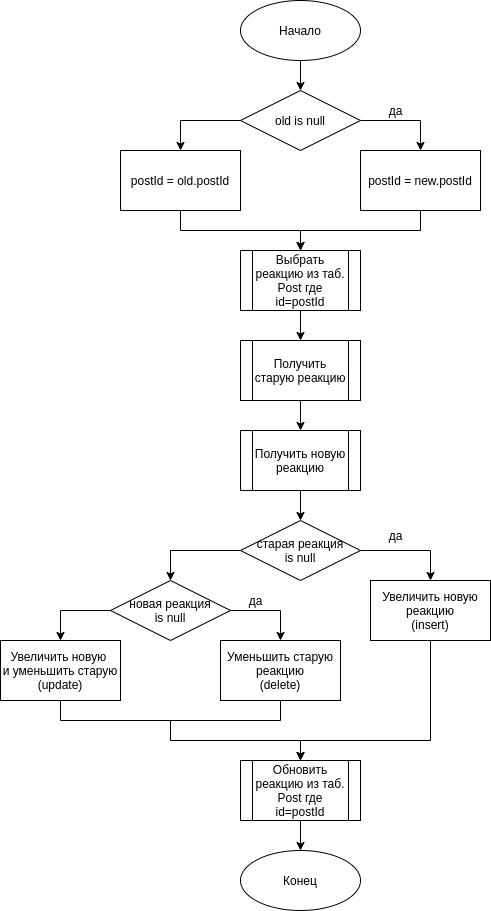 Начало
old is null
да
postId = old.postId
postId = new.postId
Выбрать
реакцию из таб.
Post где
id=postId
Получить
старую реакцию
Получить новую
реакцию
старая реакция
is null
да
новая реакция
is null
да
Увеличить новую
реакцию
(insert)
Увеличить новую
и уменьшить старую
(update)
Уменьшить старую
реакцию
(delete)
Обновить
реакцию из таб.
Post где
id=postId
Конец